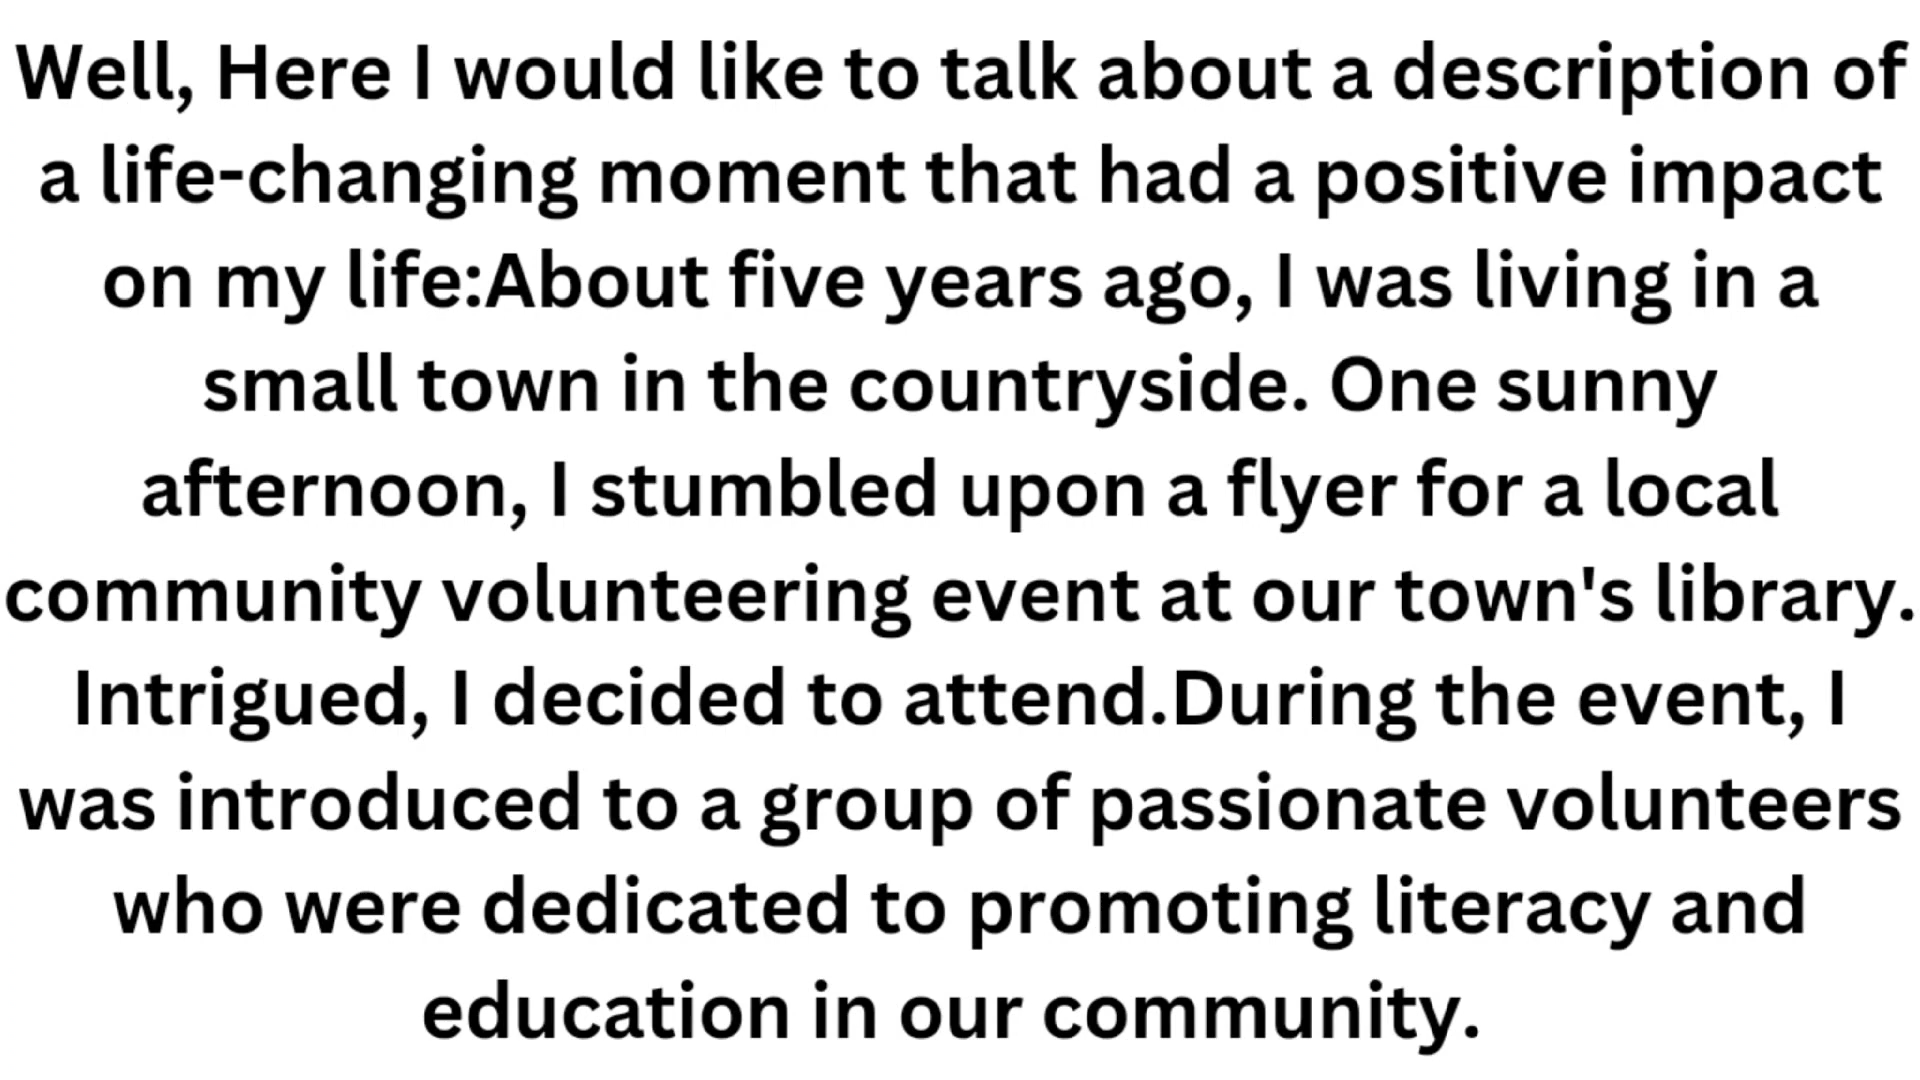 Well, Here I would like to talk about a description of
a life-changing moment that had a positive impact
on my life:About five years ago, I was living in a
small town in the countryside. One sunny
afternoon, I stumbled upon a flyer for a local
community volunteering event at our town's library.
Intrigued, I decided to attend.During the event, I
was introduced to a group of passionate volunteers
who were dedicated to promoting literacy and
education in our community.